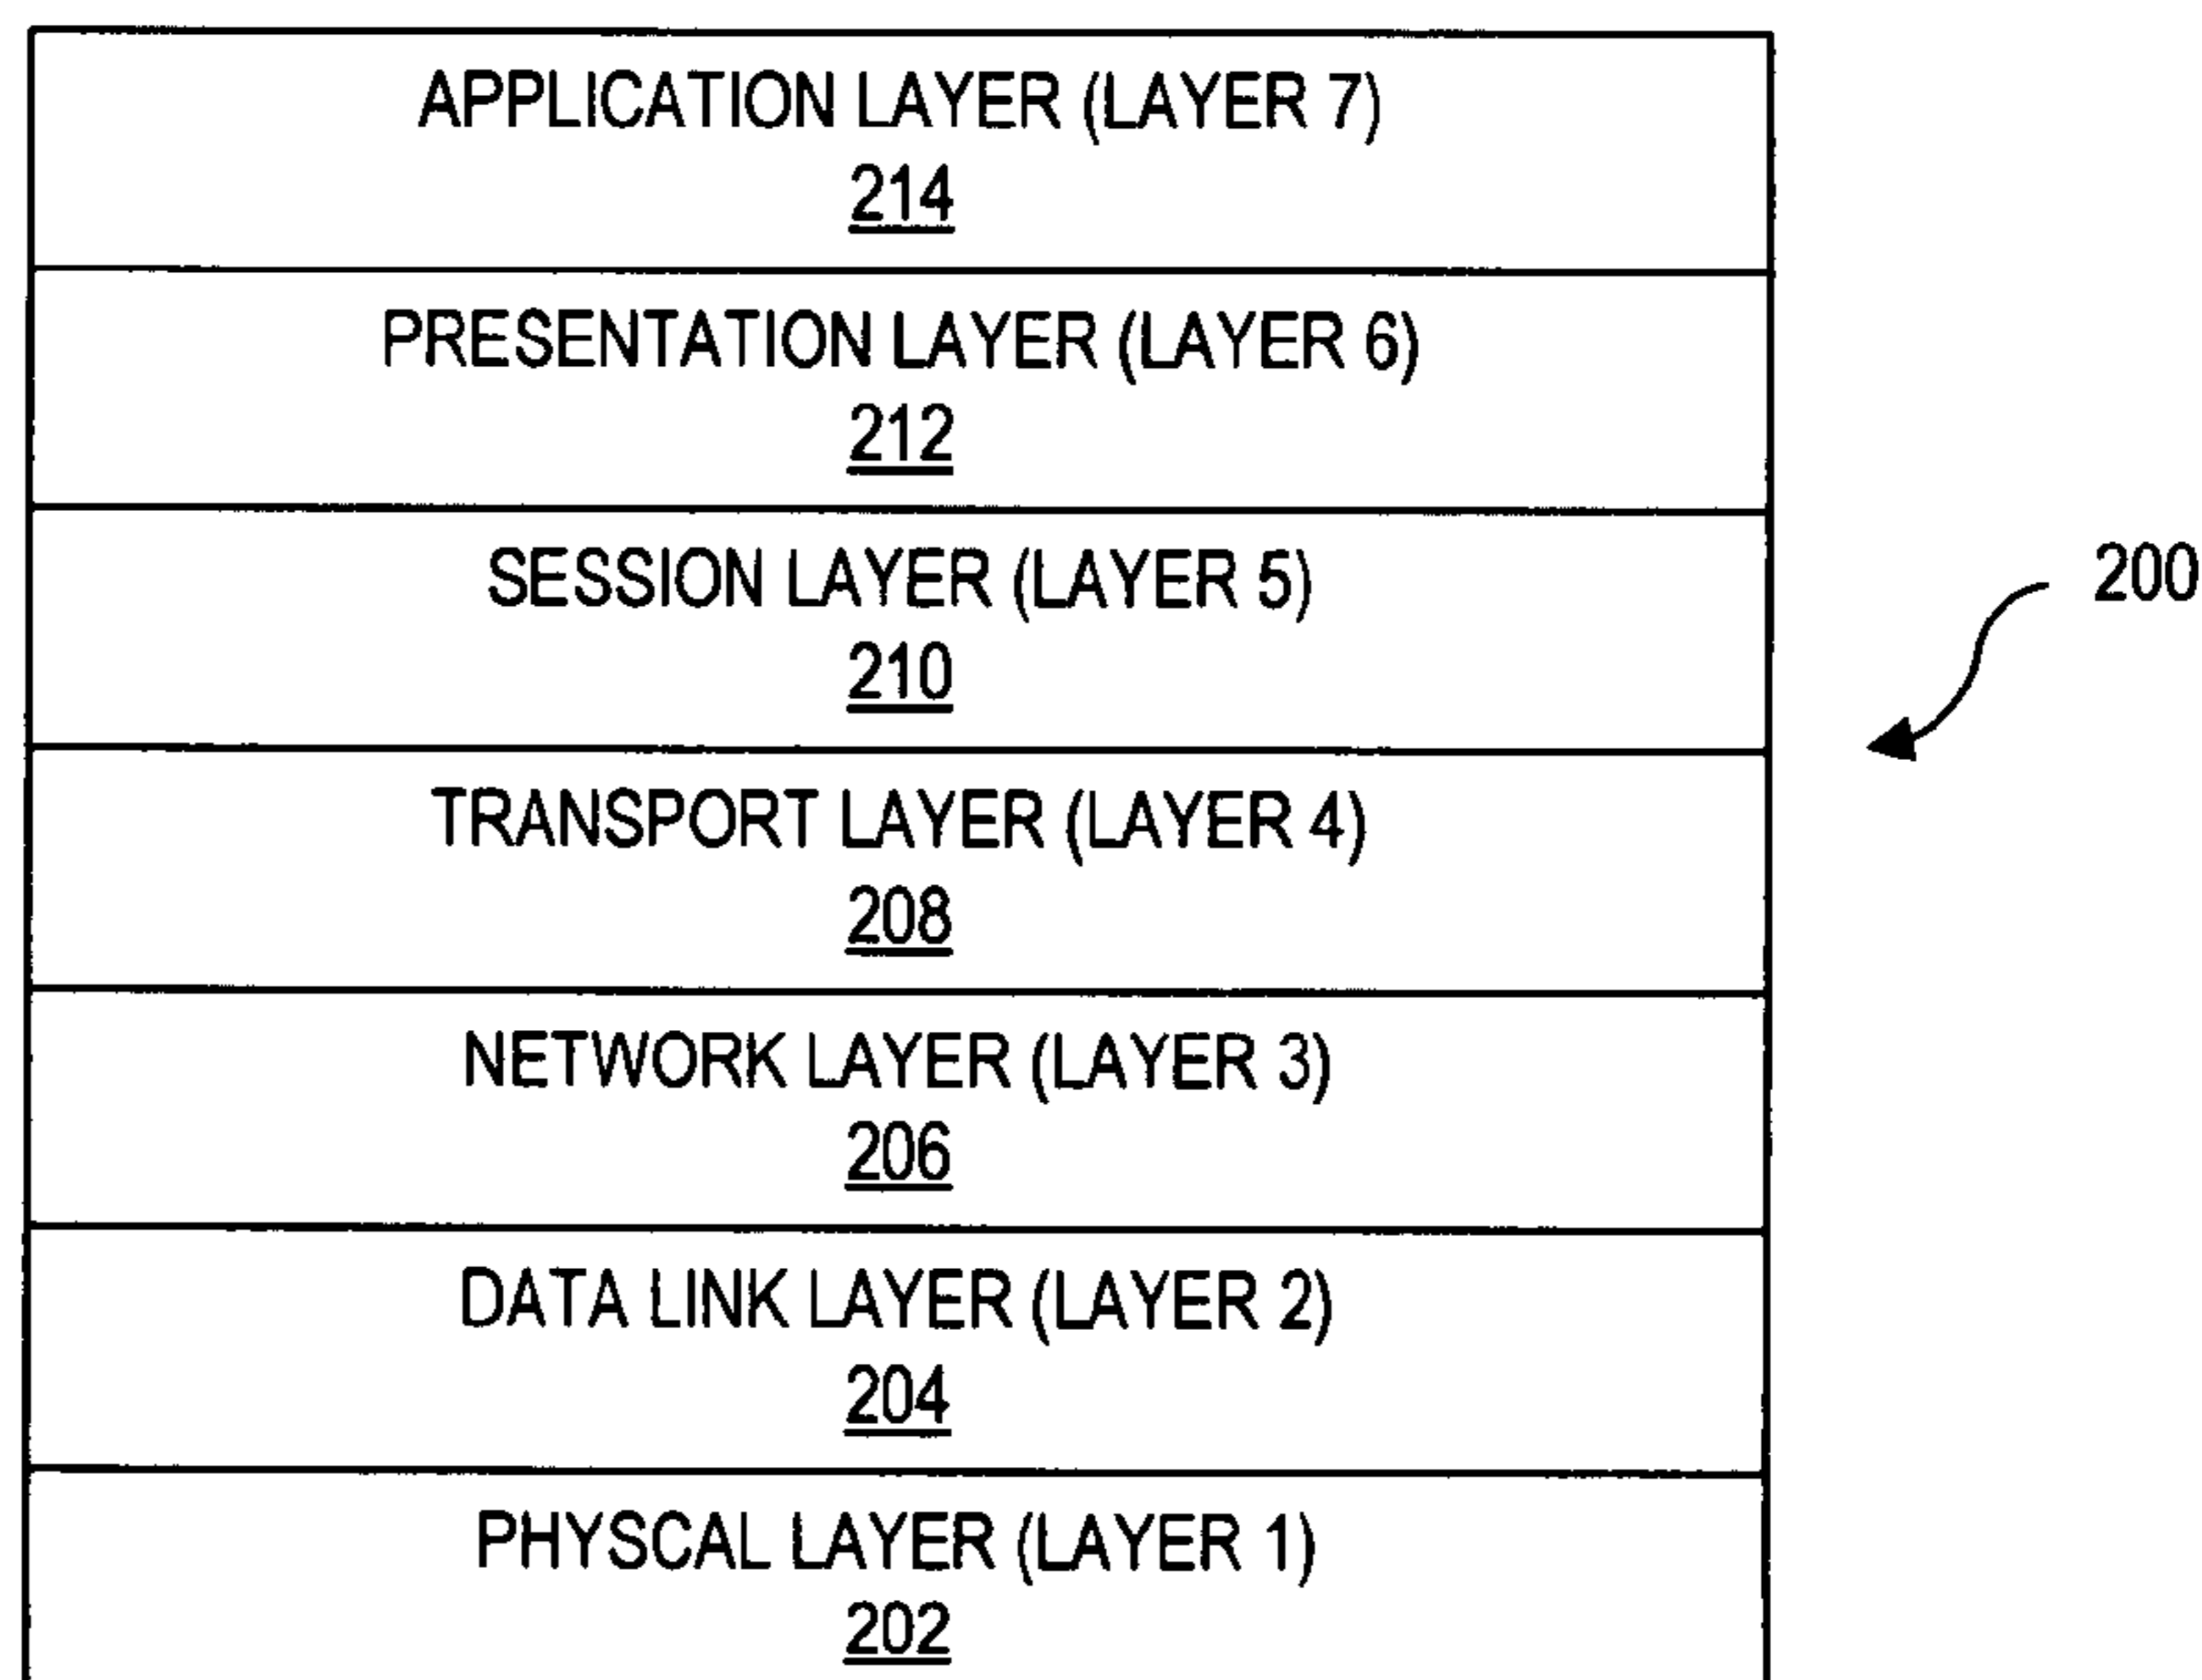 APPLICATION LAYER (LAYER 7)
214
PRESENTATION LAYER (LAYER 6)
212
SESSION LAYER (LAYER 5)
210
200
TRANSPORT LAYER (LAYER 4)
208
NETWORK LAYER (LAYER 3)
206
DATA LINK LAYER (LAYER 2)
204
PHYSCAL LAYER (LAYER 1)
202